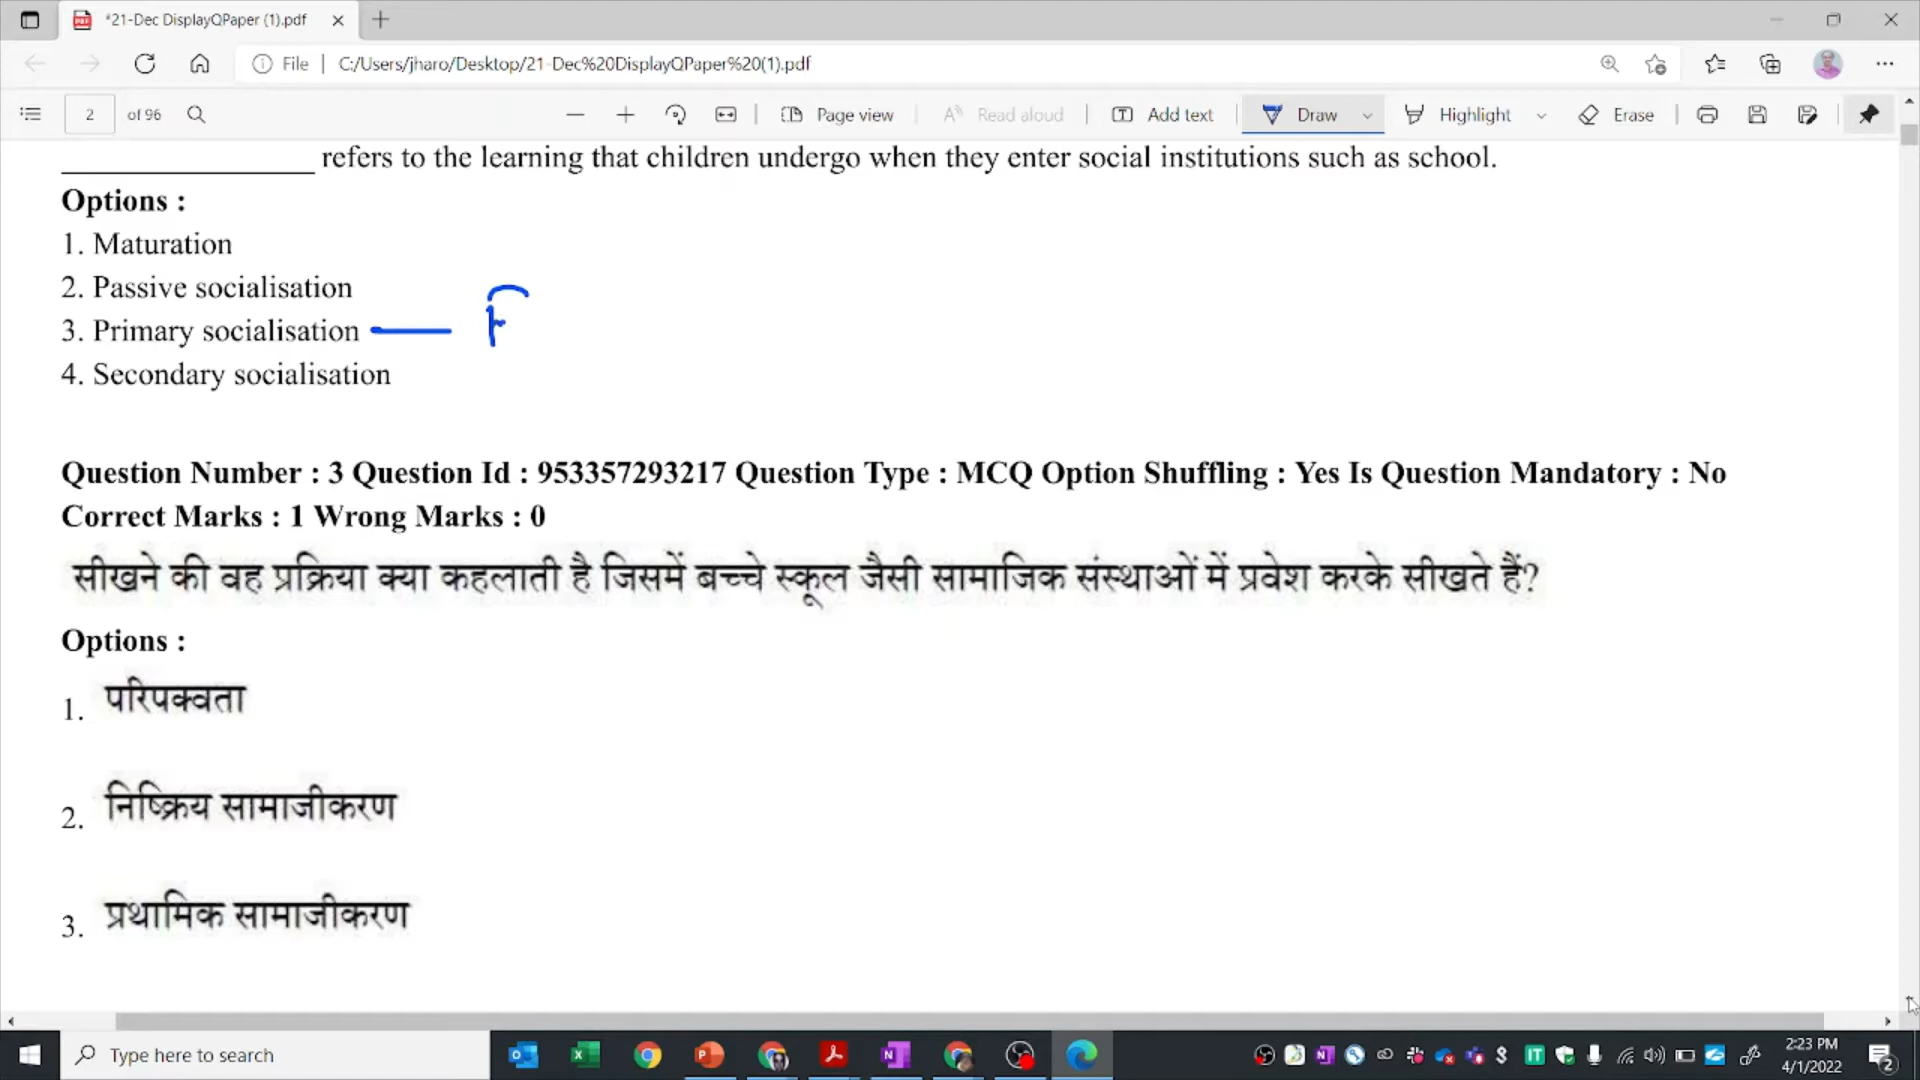 *21-Dec DisplayQPaper (1).pdf
File | C:/Users/jharo/Desktop/21-Dec%20DisplayQPaper%20(1).pdf
2 of 96 Page view Read aloud Add text Draw Highlight Erase
______________ refers to the learning that children undergo when they enter social institutions such as school.
Options :
1. Maturation
2. Passive socialisation
3. Primary socialisation F
4. Secondary socialisation
Question Number : 3 Question Id : 953357293217 Question Type : MCQ Option Shuffling : Yes Is Question Mandatory : No
Correct Marks : 1 Wrong Marks : 0
सीखने की वह प्रक्रिया क्या कहलाती है जिसमें बच्चे स्कूल जैसी सामाजिक संस्थाओं में प्रवेश करके सीखते हैं?
Options :
1. परिपक्वता
2. निष्क्रिय सामाजीकरण
3. प्रथामिक सामाजीकरण
Type here to search
2:23 PM
4/1/2022
2